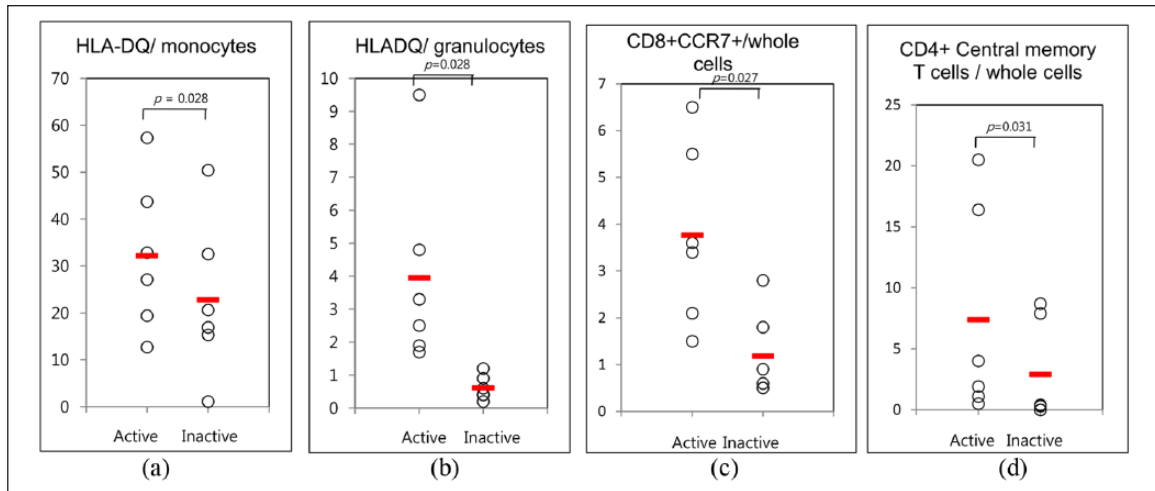 HLA-DQ/ monocytes
p = 0.028
70
60
50
40
30
20
10
0
Active Inactive
(a)
HLADQ/ granulocytes
p=0.028
10
9
8
7
6
5
4
3
2
1
0
Active Inactive
(b)
CD8+CCR7+/whole
cells
p=0.027
7
6
5
4
3
2
1
0
Active Inactive
(c)
CD4+ Central memory
T cells / whole cells
25
p=0.031
20
15
10
5
0
Active Inactive
(d)